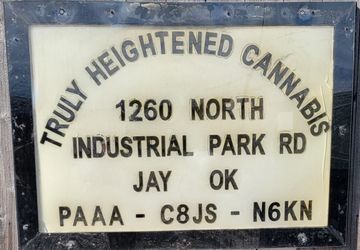 TRULY HEIGHTENED CANNABIS
1260 NORTH
INDUSTRIAL PARK RD
JAY OK
PAAA - C8JS - N6KN